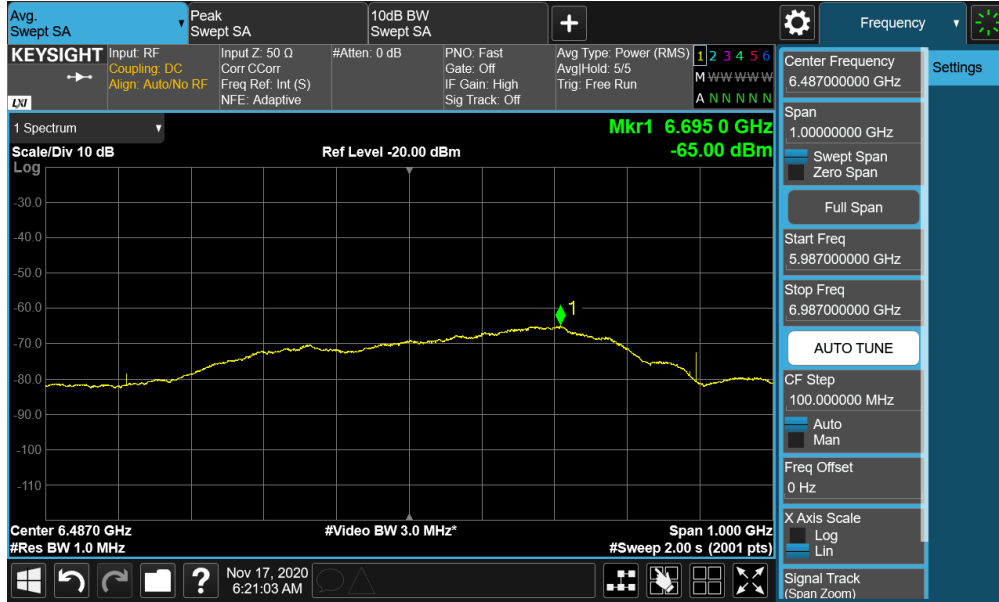 Avg.
Swept SA
Peak
Swept SA
10dB BW
Swept SA
Frequency
KEYSIGHT
LXI
Input: RF
Coupling: DC
Align: Auto/No RF
Input Z: 50 Ω
Corr CCorr
Freq Ref: Int (S)
NFE: Adaptive
#Atten: 0 dB
PNO: Fast
Gate: Off
IF Gain: High
Sig Track: Off
Avg Type: Power (RMS)
Avg|Hold: 5/5
Trig: Free Run
1 2 3 4 5 6
M W W W W W
A N N N N N
1 Spectrum
Mkr1 6.695 0 GHz
Scale/Div 10 dB
Ref Level -20.00 dBm
-65.00 dBm
Log
-30.0
-40.0
-50.0
-60.0
-70.0
-80.0
-90.0
-100
-110
1
Center 6.4870 GHz
#Video BW 3.0 MHz*
Span 1.000 GHz
#Res BW 1.0 MHz
#Sweep 2.00 s (2001 pts)
?
Nov 17, 2020
6:21:03 AM
Center Frequency
6.487000000 GHz
Span
1.00000000 GHz
Swept Span
Zero Span
Full Span
Start Freq
5.987000000 GHz
Stop Freq
6.987000000 GHz
AUTO TUNE
CF Step
100.000000 MHz
Auto
Man
Freq Offset
0 Hz
X Axis Scale
Log
Lin
Signal Track
(Span Zoom)
Settings